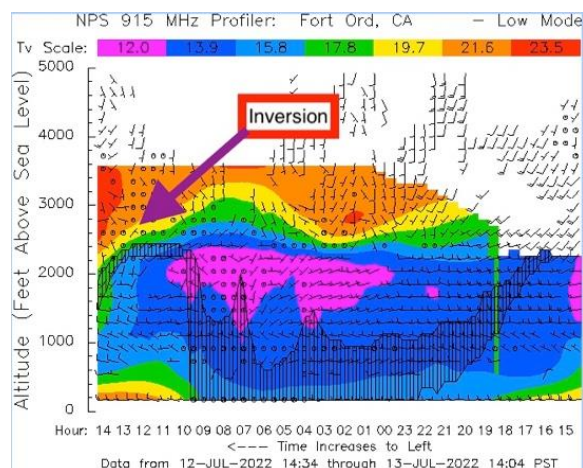 NPS 915 MHz Profiler: Fort Ord, CA — Low Mode
Tv Scale: 12.0 13.9 15.8 17.8 19.7 21.6 23.5
5000
Inversion
4000
3000
2000
1000
0
Altitude (Feet Above Sea Level)
Hour: 14 13 12 11 10 09 08 07 06 05 04 03 02 01 00 23 22 21 20 19 18 17 16 15
<--- Time Increases to Left
Data from 12-JUL-2022 14:34 through 13-JUL-2022 14:04 PST